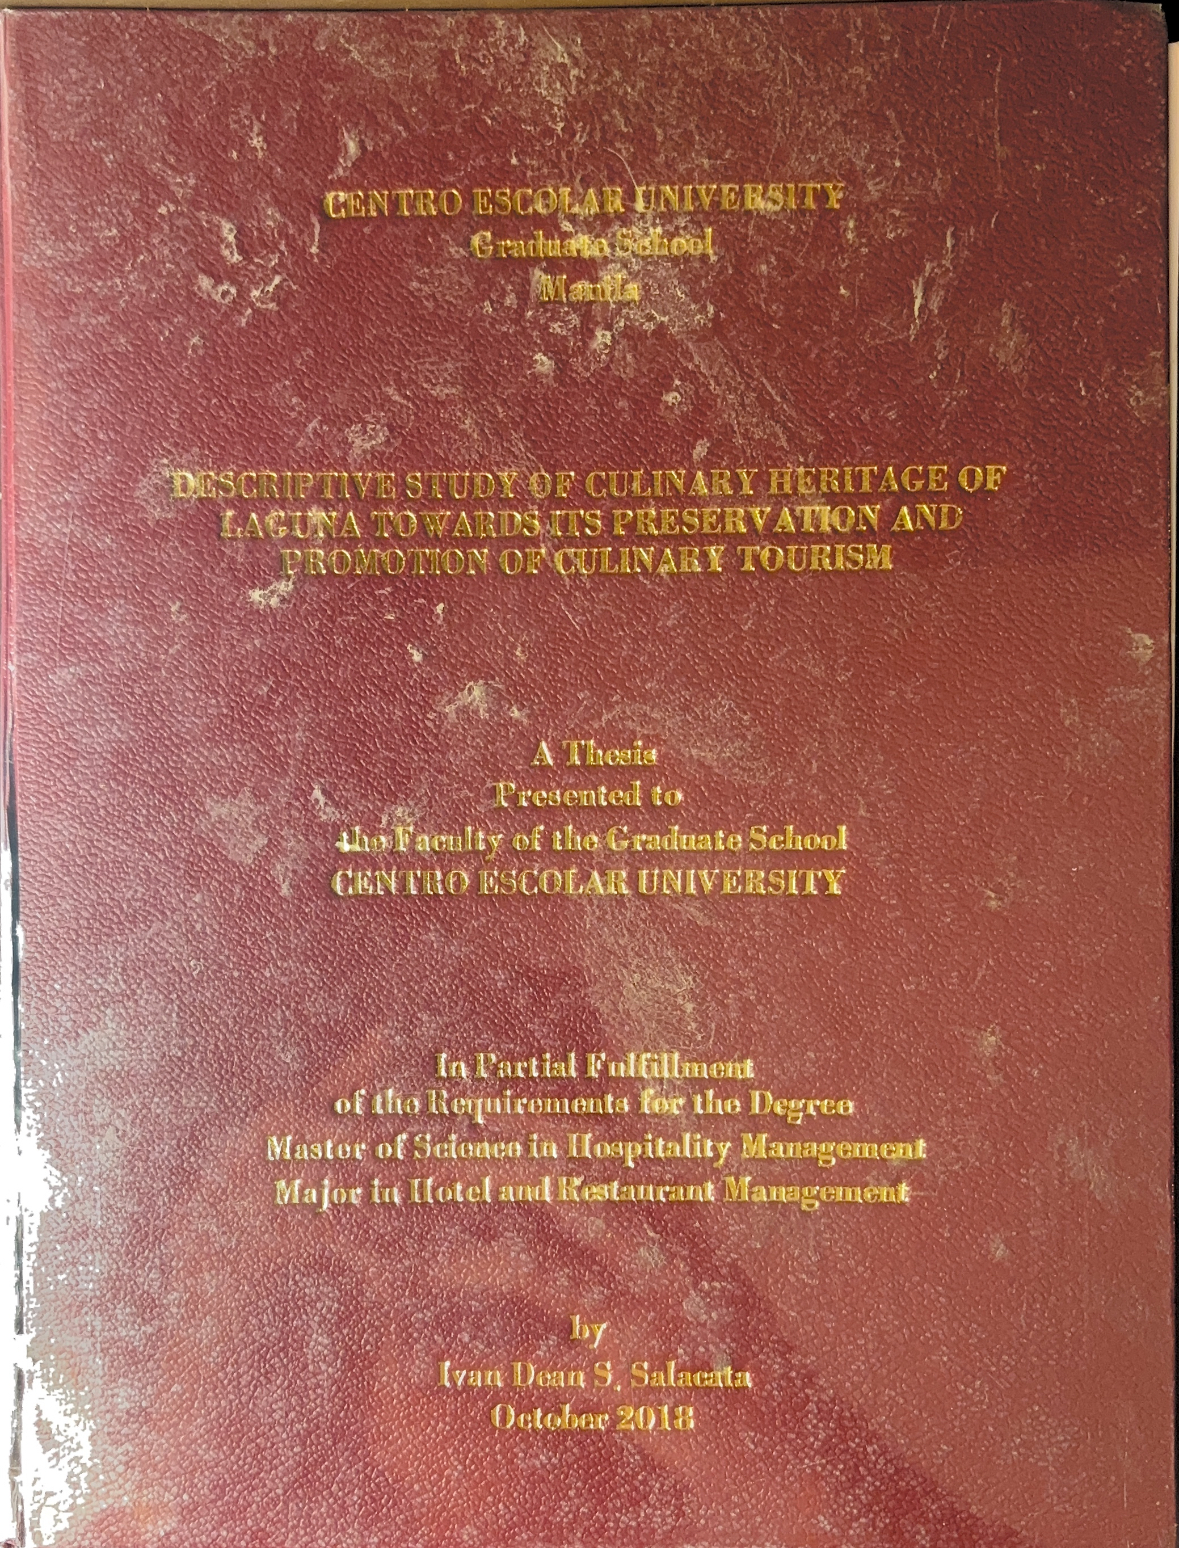 CENTRO ESCOLAR UNIVERSITY
Graduate School
Manila
DESCRIPTIVE STUDY OF CULINARY HERITAGE OF
LAGUNA TOWARDS ITS PRESERVATION AND
PROMOTION OF CULINARY TOURISM
A Thesis
Presented to
the Faculty of the Graduate School
CENTRO ESCOLAR UNIVERSITY
In Partial Fulfillment
of the Requirements for the Degree
Master of Science in Hospitality Management
Major in Hotel and Restaurant Management
by
Ivan Dean S. Salacata
October 2018